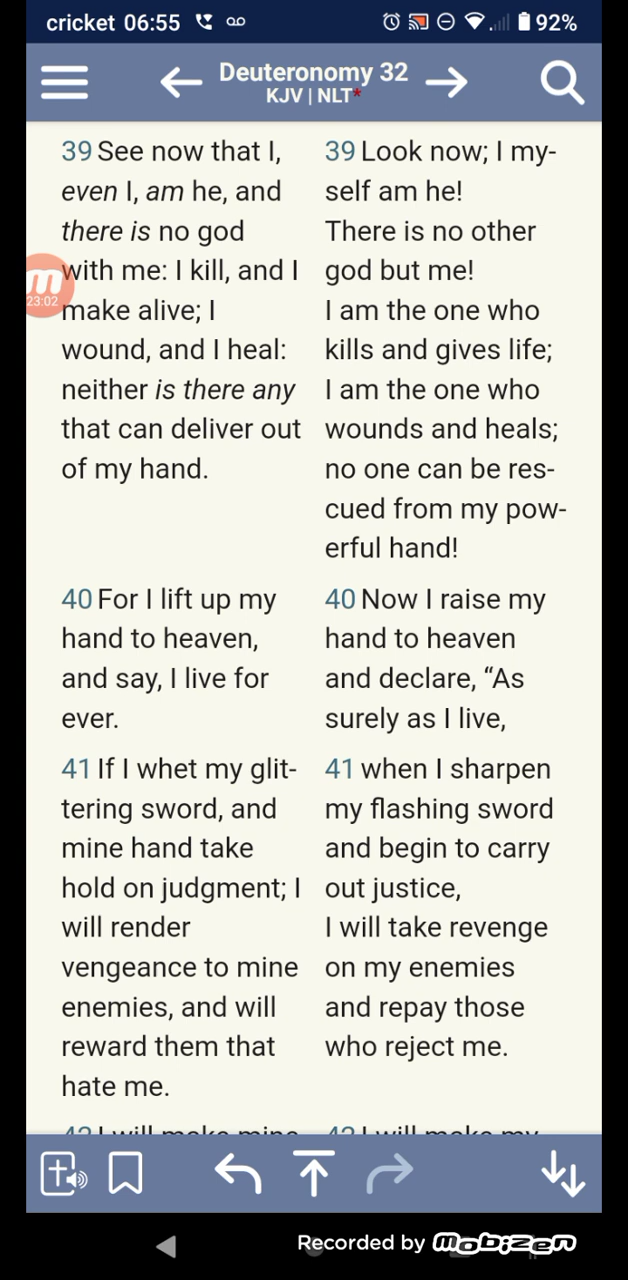 cricket 06:55 92%
Deuteronomy 32
KJV | NLT*
39 See now that I,
even I, am he, and
there is no god
with me: I kill, and I
make alive; I
wound, and I heal:
neither is there any
that can deliver out
of my hand.
39 Look now; I my-
self am he!
There is no other
god but me!
I am the one who
kills and gives life;
I am the one who
wounds and heals;
no one can be res-
cued from my pow-
erful hand!
m
23:02
40 For I lift up my
hand to heaven,
and say, I live for
ever.
40 Now I raise my
hand to heaven
and declare, “As
surely as I live,
41 If I whet my glit-
tering sword, and
mine hand take
hold on judgment; I
will render
vengeance to mine
enemies, and will
reward them that
hate me.
41 when I sharpen
my flashing sword
and begin to carry
out justice,
I will take revenge
on my enemies
and repay those
who reject me.
42 I will make mine
42 I will make my
Recorded by Mobizen